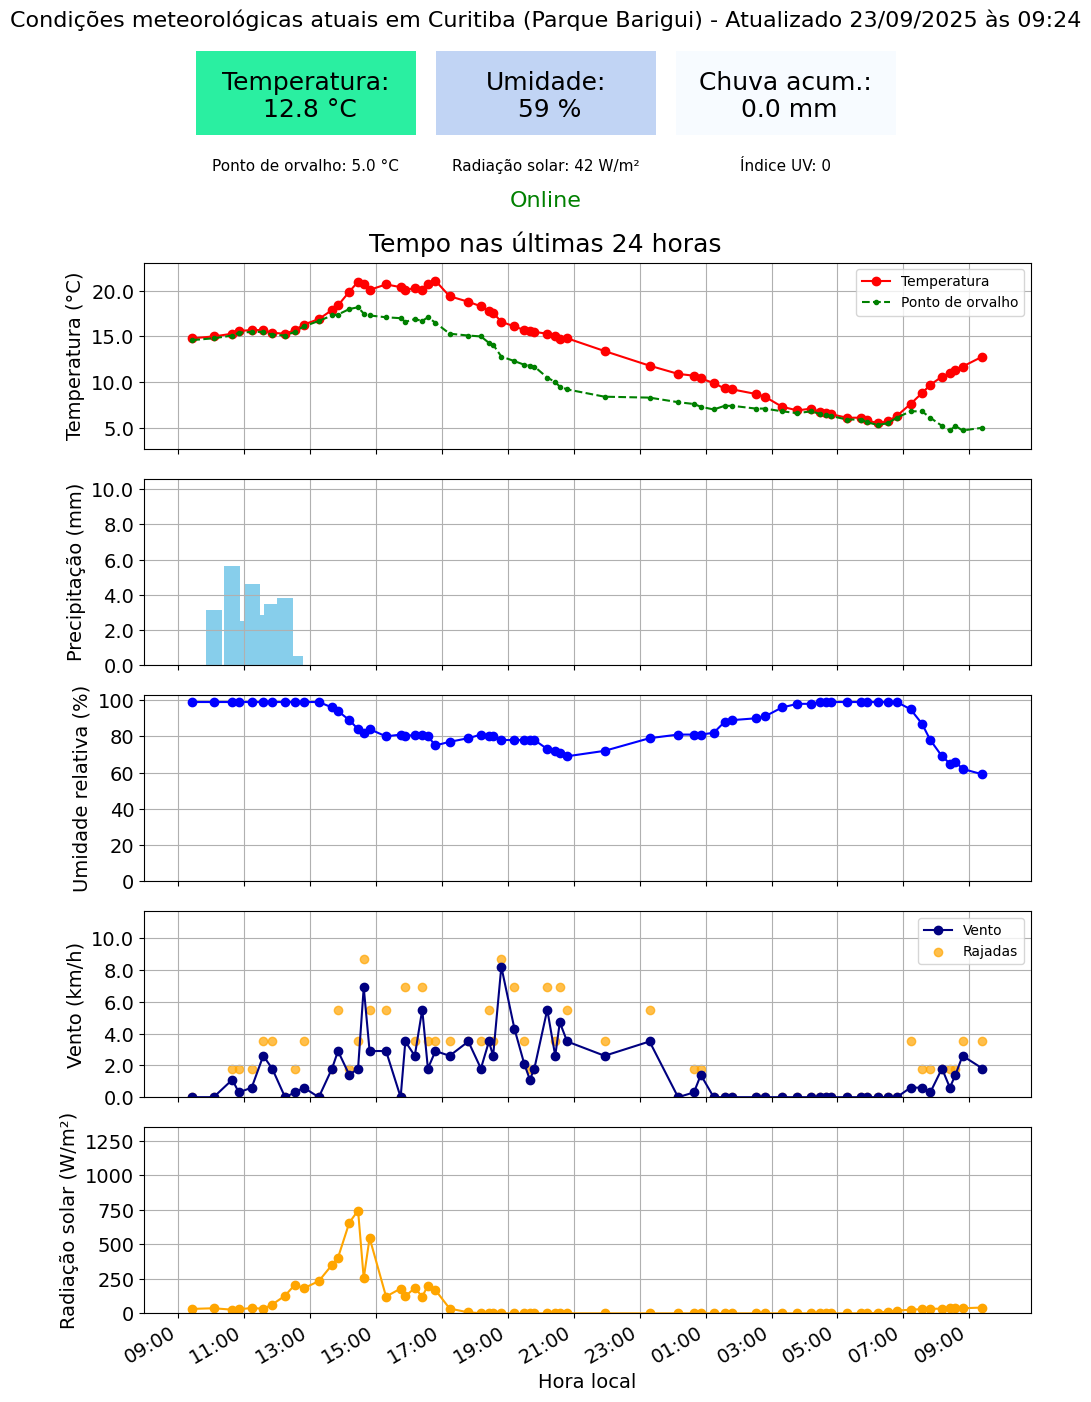 Condições meteorológicas atuais em Curitiba (Parque Barigui) - Atualizado 23/09/2025 às 09:24
Temperatura:
12.8 °C
Umidade:
59 %
Chuva acum.:
0.0 mm
Ponto de orvalho: 5.0 °C
Radiação solar: 42 W/m²
Índice UV: 0
Online
Tempo nas últimas 24 horas
Temperatura (°C)
20.0
15.0
10.0
5.0
Temperatura
Ponto de orvalho
Precipitação (mm)
10.0
8.0
6.0
4.0
2.0
0.0
Umidade relativa (%)
100
80
60
40
20
0
Vento (km/h)
10.0
8.0
6.0
4.0
2.0
0.0
Vento
Rajadas
Radiação solar (W/m²)
1250
1000
750
500
250
0
09:00
11:00
13:00
15:00
17:00
19:00
21:00
23:00
01:00
03:00
05:00
07:00
09:00
Hora local